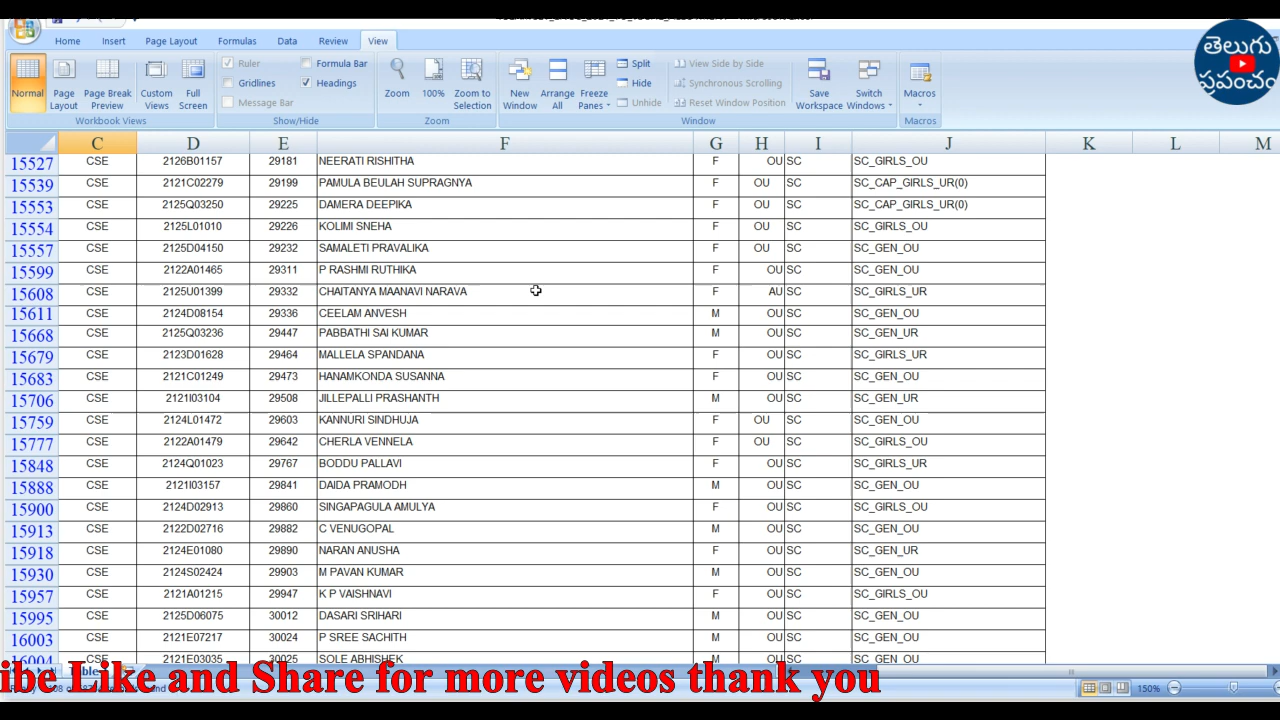 Home Insert Page Layout Formulas Data Review View
Normal Page Layout Page Break Preview Custom Views Full Screen
Workbook Views
Ruler Formula Bar
Gridlines Headings
Message Bar
Show/Hide
Zoom 100% Zoom to Selection
Zoom
New Window Arrange All Freeze Panes
Split
Hide
Unhide
View Side by Side
Synchronous Scrolling
Reset Window Position
Window
Save Workspace Switch Windows
Macros
Macros
తెలుగు
ప్రపంచం
C D E F G H I J K L M
15527 CSE 2126B01157 29181 NEERATI RISHITHA F OU SC SC_GIRLS_OU
15539 CSE 2121C02279 29199 PAMULA BEULAH SUPRAGNYA F OU SC SC_CAP_GIRLS_UR(0)
15553 CSE 2125Q03250 29225 DAMERA DEEPIKA F OU SC SC_CAP_GIRLS_UR(0)
15554 CSE 2125L01010 29226 KOLIMI SNEHA F OU SC SC_GIRLS_OU
15557 CSE 2125D04150 29232 SAMALETI PRAVALIKA F OU SC SC_GEN_OU
15599 CSE 2122A01465 29311 P RASHMI RUTHIKA F OU SC SC_GEN_OU
15608 CSE 2125U01399 29332 CHAITANYA MAANAVI NARAVA F AU SC SC_GIRLS_UR
15611 CSE 2124D08154 29336 CEELAM ANVESH M OU SC SC_GEN_OU
15668 CSE 2125Q03236 29447 PABBATHI SAI KUMAR M OU SC SC_GEN_UR
15679 CSE 2123D01628 29464 MALLELA SPANDANA F OU SC SC_GIRLS_UR
15683 CSE 2121C01249 29473 HANAMKONDA SUSANNA F OU SC SC_GEN_OU
15706 CSE 2121I03104 29508 JILLEPALLI PRASHANTH M OU SC SC_GEN_UR
15759 CSE 2124L01472 29603 KANNURI SINDHUJA F OU SC SC_GEN_OU
15777 CSE 2122A01479 29642 CHERLA VENNELA F OU SC SC_GIRLS_OU
15848 CSE 2124Q01023 29767 BODDU PALLAVI F OU SC SC_GIRLS_UR
15888 CSE 2121I03157 29841 DAIDA PRAMODH M OU SC SC_GEN_OU
15900 CSE 2124D02913 29860 SINGAPAGULA AMULYA F OU SC SC_GIRLS_OU
15913 CSE 2122D02716 29882 C VENUGOPAL M OU SC SC_GEN_OU
15918 CSE 2124E01080 29890 NARAN ANUSHA F OU SC SC_GEN_UR
15930 CSE 2124S02424 29903 M PAVAN KUMAR M OU SC SC_GEN_OU
15957 CSE 2121A01215 29947 K P VAISHNAVI F OU SC SC_GIRLS_OU
15995 CSE 2125D06075 30012 DASARI SRIHARI M OU SC SC_GEN_OU
16003 CSE 2121E07217 30024 P SREE SACHITH M OU SC SC_GEN_OU
16004 CSE 2121E03035 30025 SOLE ABHISHEK M OU SC SC_GEN_OU
ibe Like and Share for more videos thank you
150%